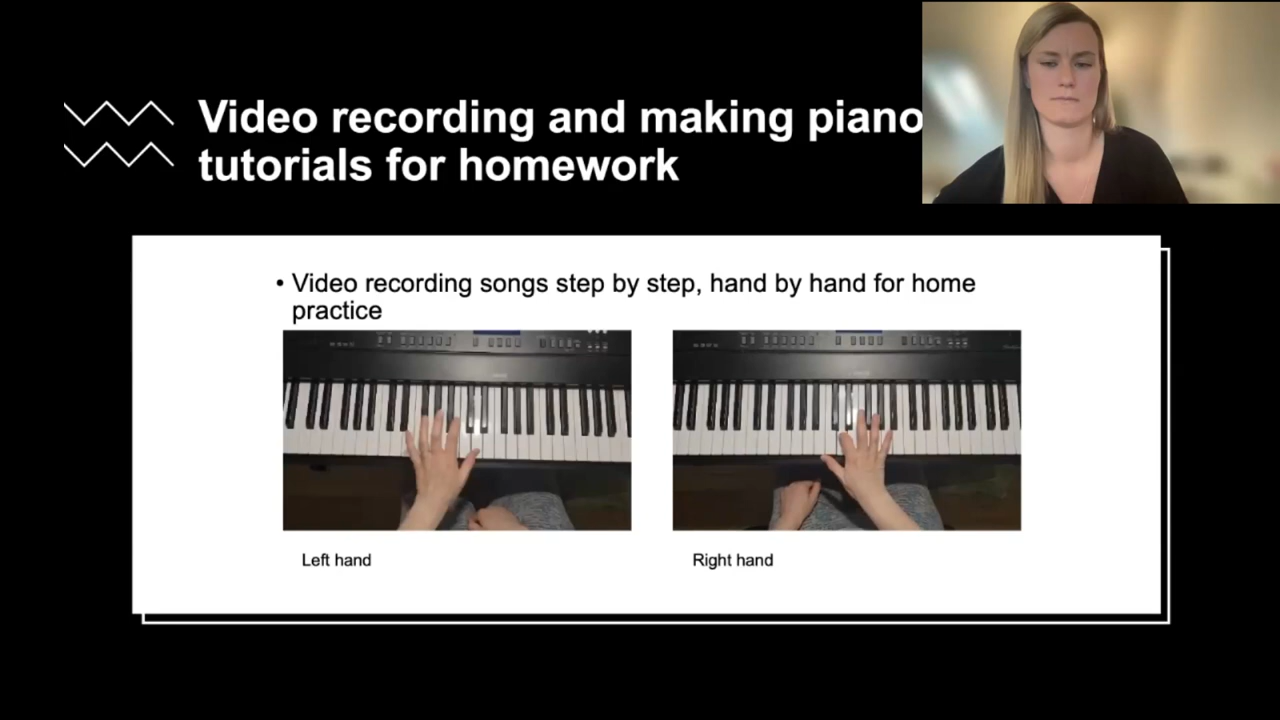 Video recording and making piano
tutorials for homework
• Video recording songs step by step, hand by hand for home
practice
Left hand
Right hand